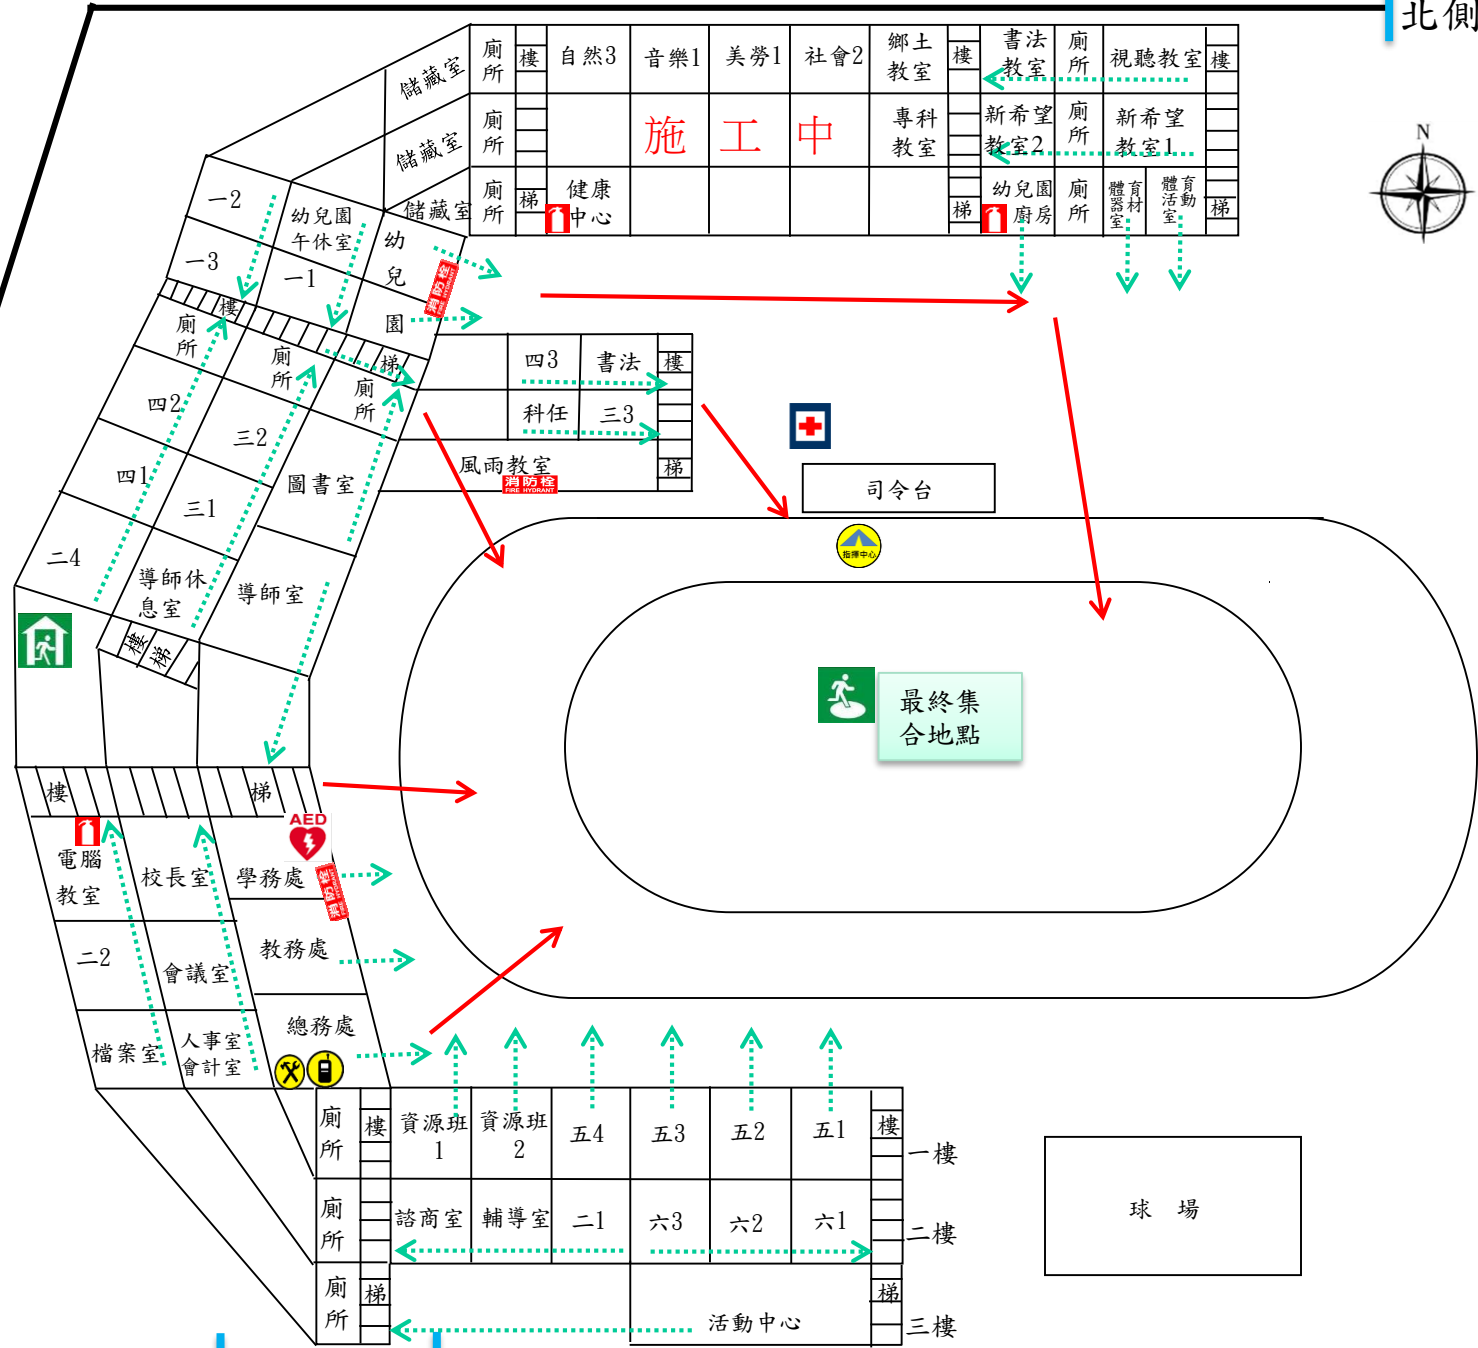 北側
廁所
樓
自然3
音樂1
美勞1
社會2
鄉土
教室
樓
書法
教室
廁所
視聽教室
樓
儲藏室
廁所
施工中
專科
教室
新希望
教室2
廁所
新希望
教室1
儲藏室
廁所
梯
健康
中心
梯
幼兒園
廚房
廁所
體育
器材
室
體育
活動
室
梯
儲藏室
N
一2
幼兒園
午休室
幼
兒
園
一3
一1
消防栓
FIRE HYDRANT
樓
梯
廁所
廁所
廁所
四3
書法
樓
科任
三3
風雨教室
梯
消防栓
FIRE HYDRANT
四2
三2
圖書室
四1
三1
二4
導師休
息室
導師室
樓
梯
司令台
指揮中心
最終集
合地點
樓
梯
AED
電腦
教室
校長室
學務處
消防栓
二2
會議室
教務處
檔案室
人事室
會計室
總務處
廁所
樓
資源班
1
資源班
2
五4
五3
五2
五1
樓
一樓
廁所
諮商室
輔導室
二1
六3
六2
六1
二樓
廁所
梯
活動中心
梯
三樓
球 場